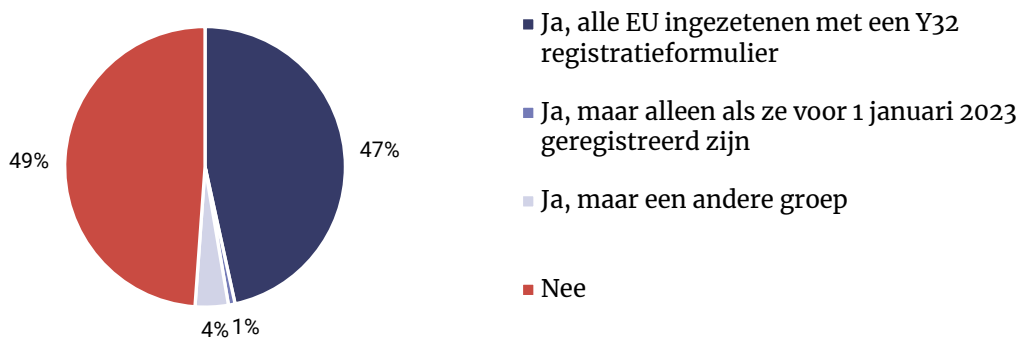 Ja, alle EU ingezetenen met een Y32
registratieformulier
49%
47%
Ja, maar alleen als ze voor 1 januari 2023
geregistreerd zijn
Ja, maar een andere groep
Nee
4%
1%